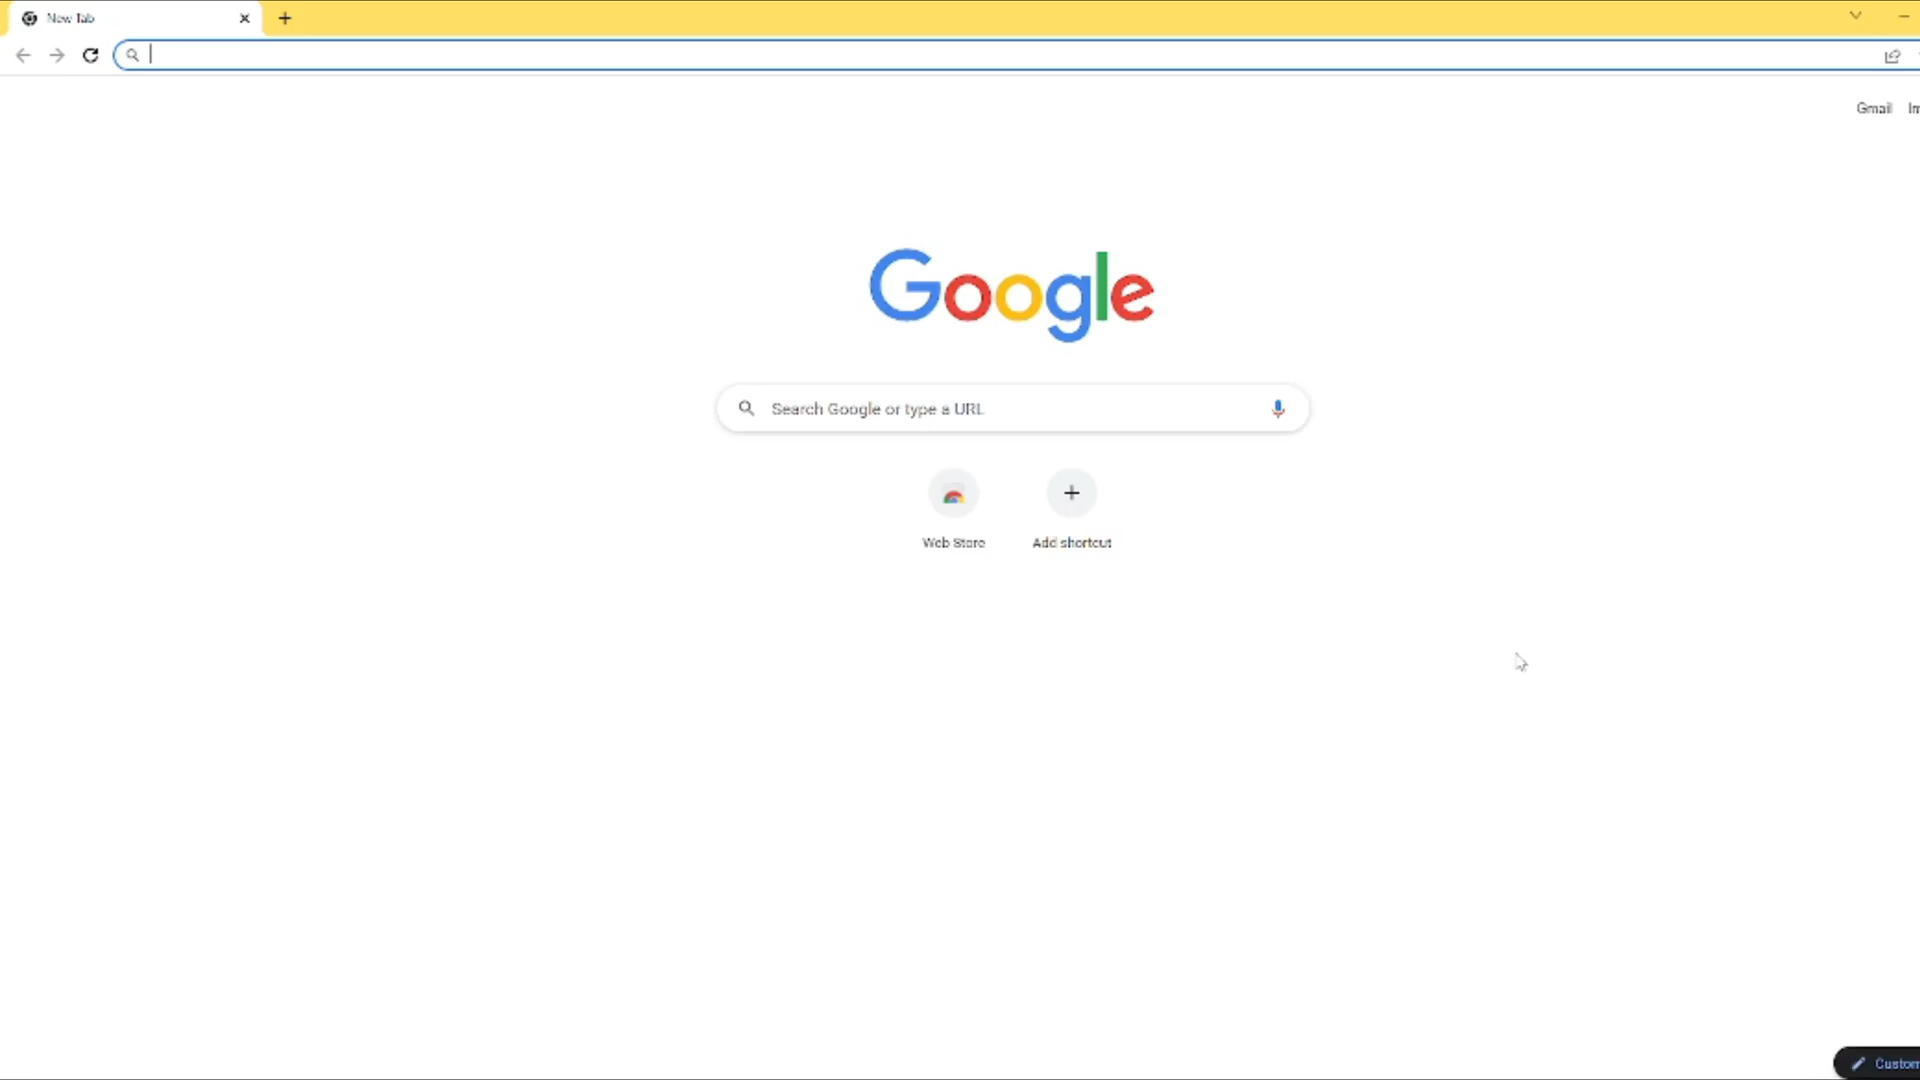 New Tab
Gmail
Google
Search Google or type a URL
Web Store
Add shortcut